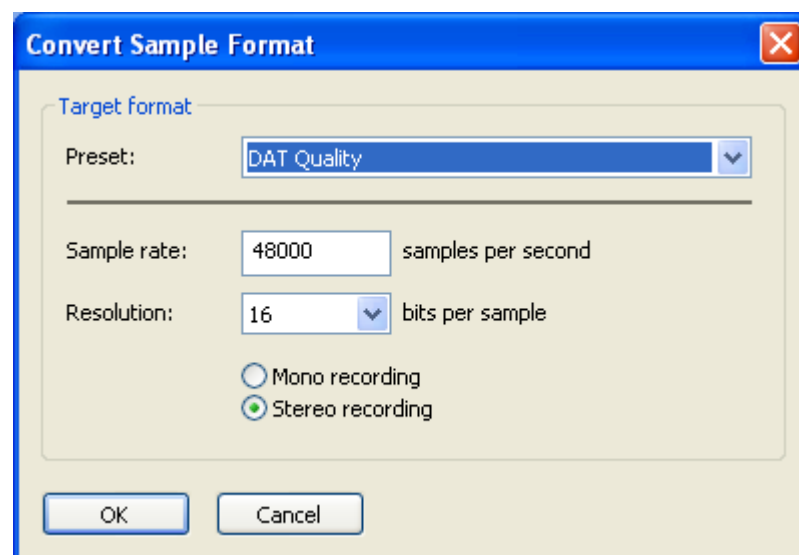 Convert Sample Format
Target format
Preset: DAT Quality
Sample rate: 48000 samples per second
Resolution: 16 bits per sample
Mono recording
Stereo recording
OK Cancel